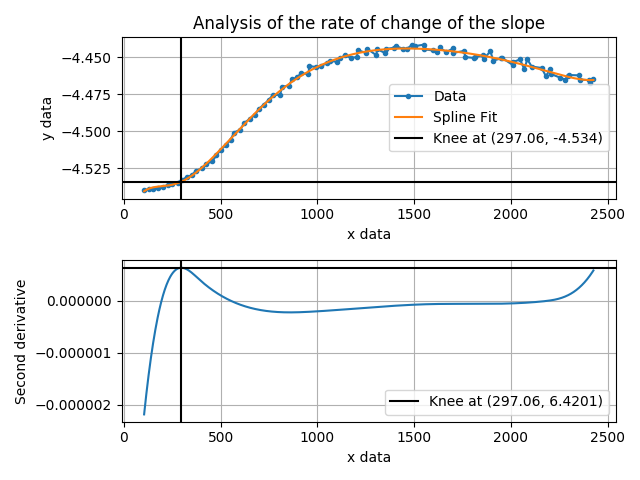 Analysis of the rate of change of the slope
−4.450
−4.475
−4.500
−4.525
y data
Data
Spline Fit
Knee at (297.06, -4.534)
0 500 1000 1500 2000 2500
x data
0.000000
−0.000001
−0.000002
Second derivative
Knee at (297.06, 6.4201)
0 500 1000 1500 2000 2500
x data